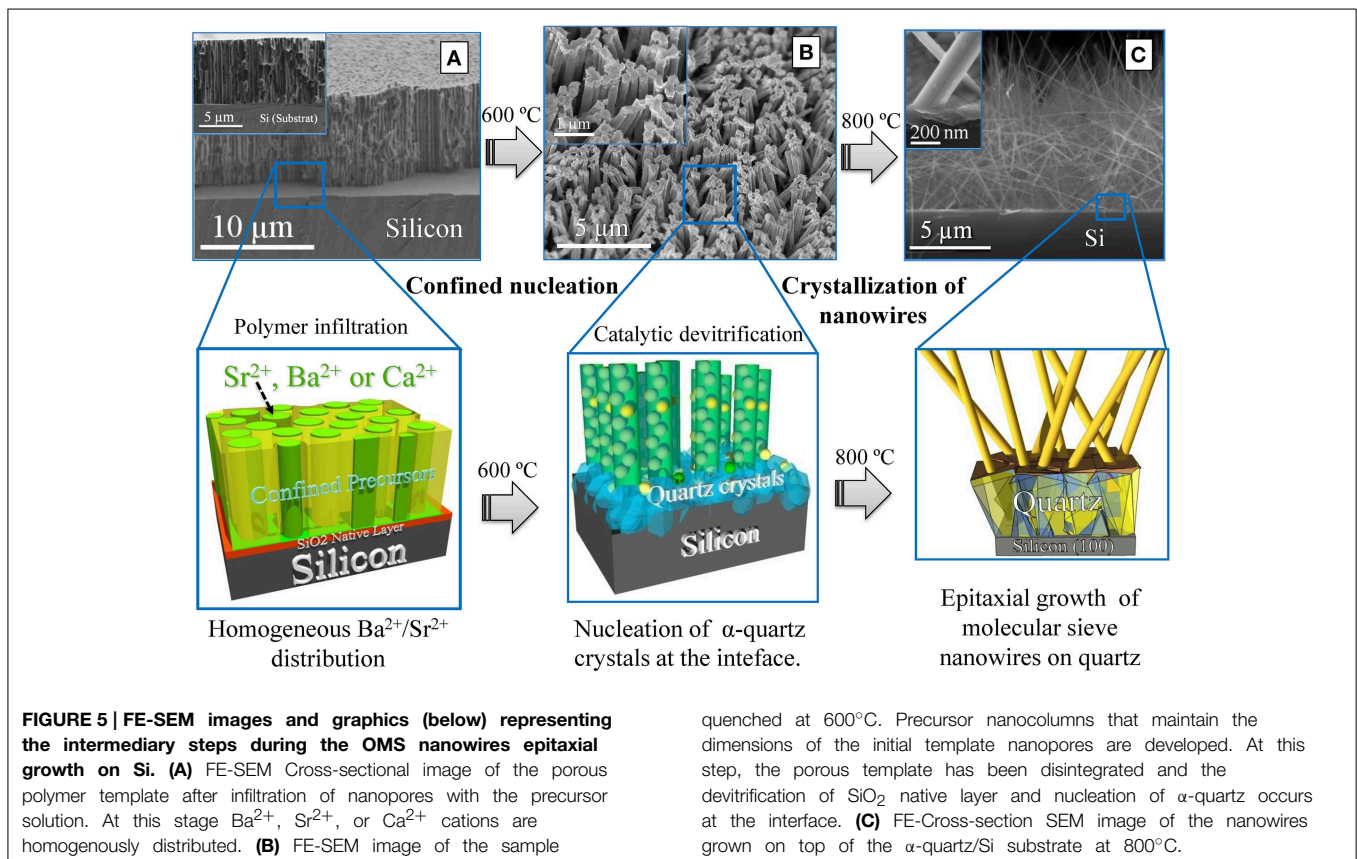 A
5 µm
Si (Substrat)
10 µm
Silicon
600 ºC
B
1 µm
5 µm
800 ºC
C
200 nm
5 µm
Si
Confined nucleation
Crystallization of
nanowires
Polymer infiltration
Sr2+, Ba2+ or Ca2+
Confined Precursors
SiO2 Native Layer
Silicon
Homogeneous Ba2+/Sr2+
distribution
600 ºC
Catalytic devitrification
Quartz crystals
Silicon
Nucleation of α-quartz
crystals at the inteface.
800 ºC
Quartz
Silicon (100)
Epitaxial growth of
molecular sieve
nanowires on quartz
FIGURE 5 | FE-SEM images and graphics (below) representing
the intermediary steps during the OMS nanowires epitaxial
growth on Si. (A) FE-SEM Cross-sectional image of the porous
polymer template after infiltration of nanopores with the precursor
solution. At this stage Ba2+, Sr2+, or Ca2+ cations are
homogenously distributed. (B) FE-SEM image of the sample
quenched at 600°C. Precursor nanocolumns that maintain the
dimensions of the initial template nanopores are developed. At this
step, the porous template has been disintegrated and the
devitrification of SiO2 native layer and nucleation of α-quartz occurs
at the interface. (C) FE-Cross-section SEM image of the nanowires
grown on top of the α-quartz/Si substrate at 800°C.